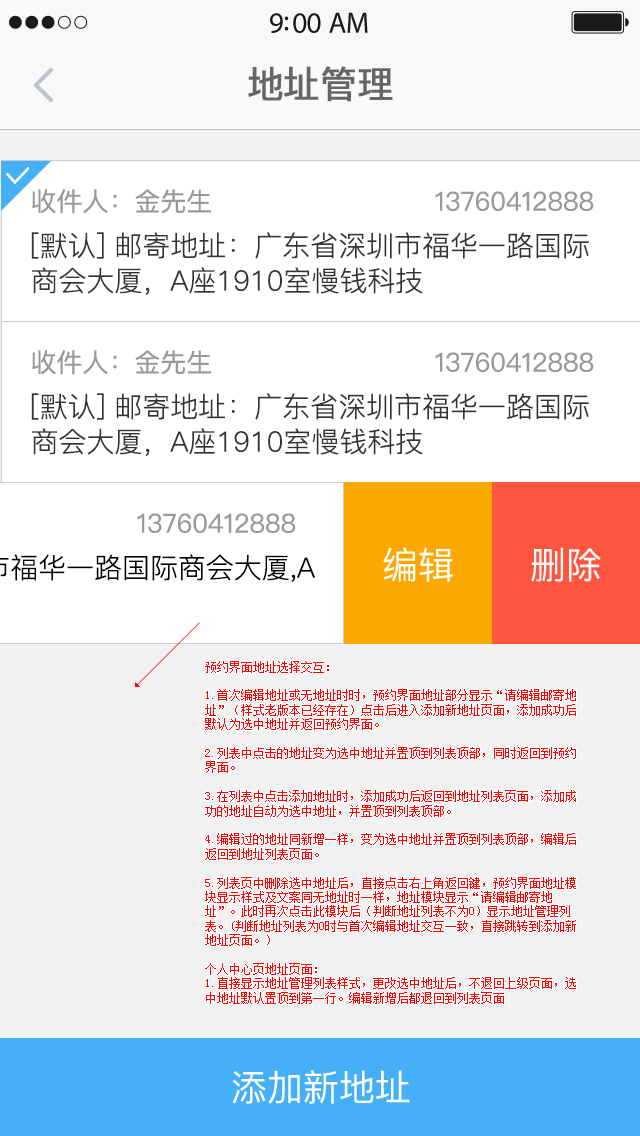 9:00 AM
地址管理
收件人：金先生 13760412888
[默认] 邮寄地址：广东省深圳市福华一路国际
商会大厦，A座1910室慢钱科技
收件人：金先生 13760412888
[默认] 邮寄地址：广东省深圳市福华一路国际
商会大厦，A座1910室慢钱科技
13760412888
市福华一路国际商会大厦,A
编辑 删除
预约界面地址选择交互：
1.首次编辑地址或无地址时时，预约界面地址部分显示“请编辑邮寄地
址”（样式老版本已经存在）点击后进入添加新地址页面，添加成功后
默认为选中地址并返回预约界面。
2.列表中点击的地址变为选中地址并置顶到列表顶部，同时返回到预约
界面。
3.在列表中点击添加地址时，添加成功后返回到地址列表页面，添加成
功的地址自动为选中地址，并置顶到列表顶部。
4.编辑过的地址同新增一样，变为选中地址并置顶到列表顶部，编辑后
返回到地址列表页面。
5.列表页中删除选中地址后，直接点击右上角返回键，预约界面地址模
块显示样式及文案同无地址时一样，地址模块显示“请编辑邮寄地
址”。此时再次点击此模块后（判断地址列表不为0）显示地址管理列
表。(判断地址列表为0时与首次编辑地址交互一致，直接跳转到添加新
地址页面。）
个人中心页地址页面：
1.直接显示地址管理列表样式，更改选中地址后，不退回上级页面，选
中地址默认置顶到第一行。编辑新增后都退回到列表页面
添加新地址